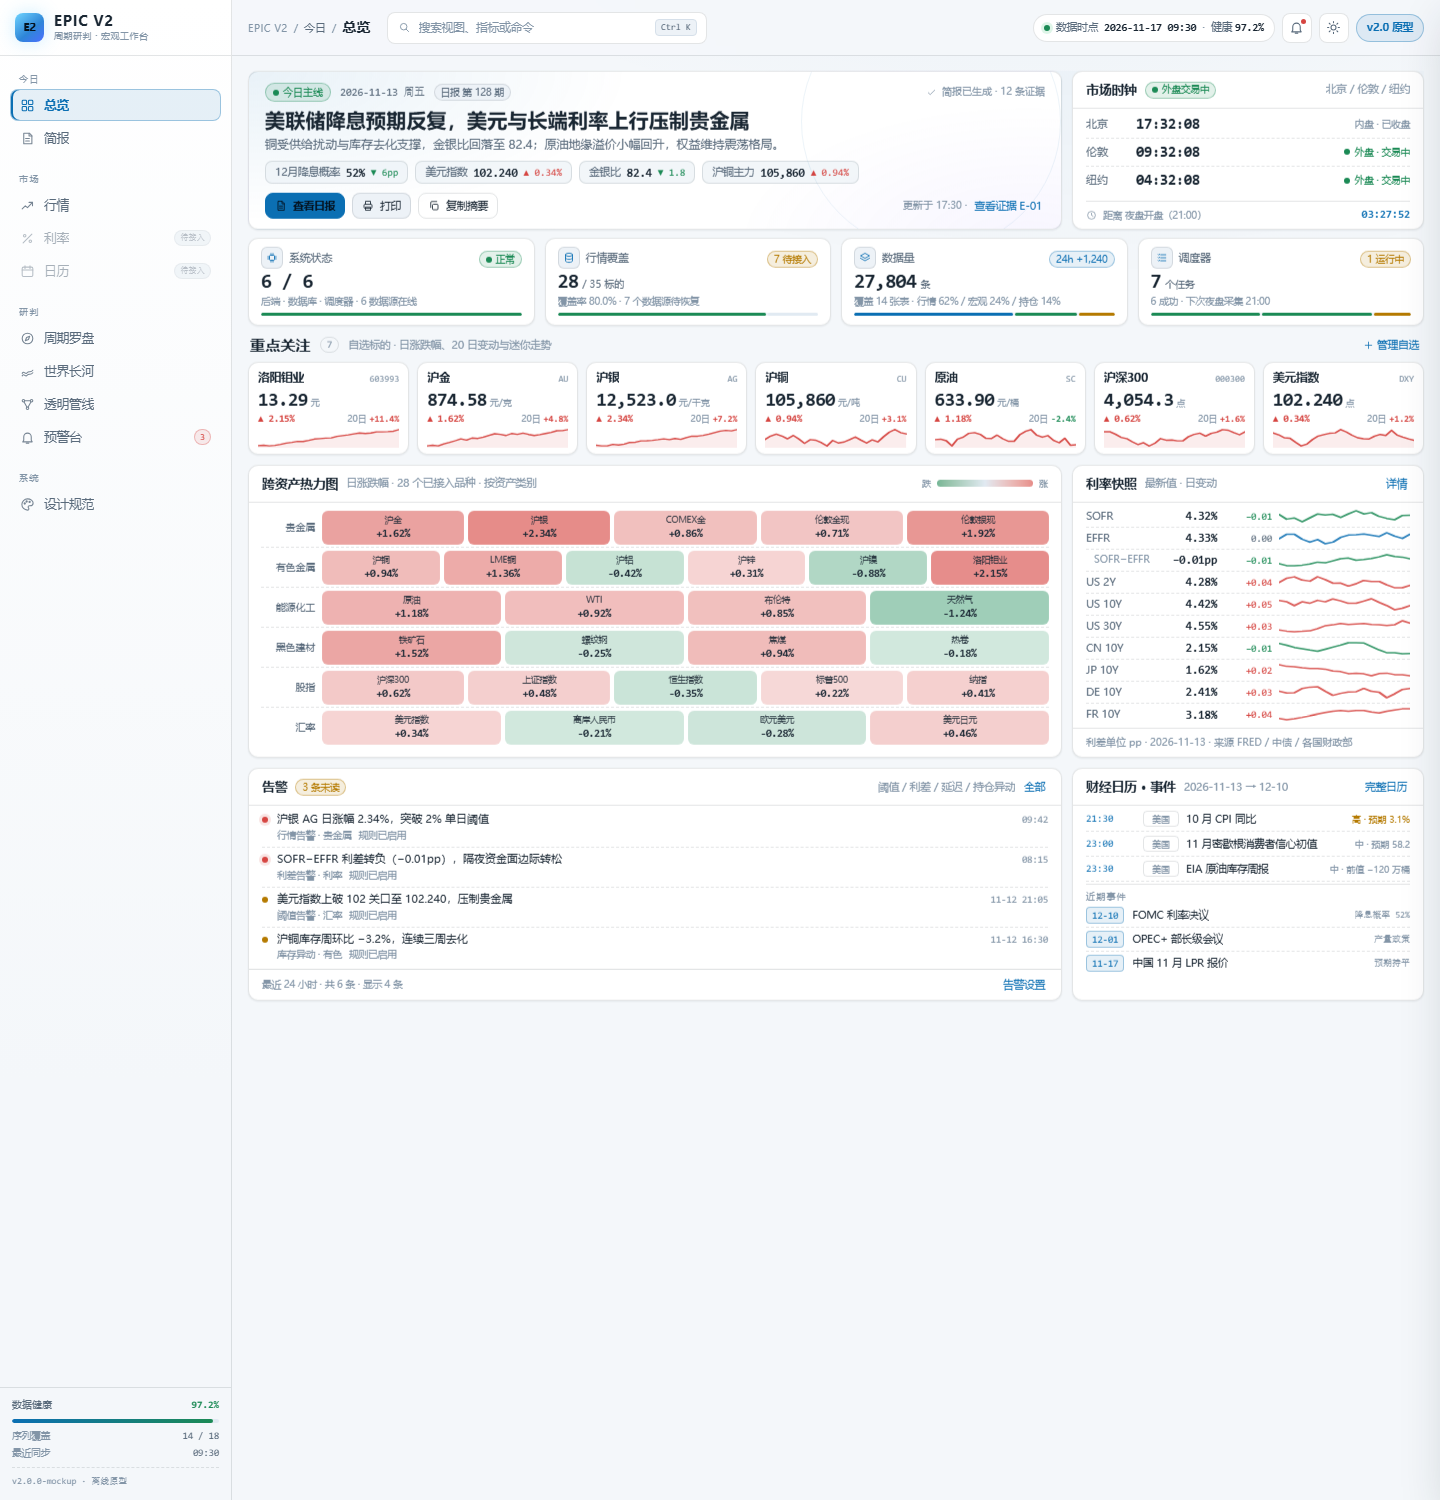 E2 EPIC V2
周期研判 · 宏观工作台
EPIC V2 / 今日 / 总览
搜索视图、指标或命令 Ctrl K
数据时点 2026-11-17 09:30 · 健康 97.2%
v2.0 原型
今日
总览
简报
市场
行情
利率 待接入
日历 待接入
研判
周期罗盘
世界长河
透明管线
预警台 3
系统
设计规范
数据健康 97.2%
序列覆盖 14 / 18
最近同步 09:30
v2.0.0-mockup · 离线原型
今日主线 2026-11-13 周五 日报 第 128 期
简报已生成 · 12 条证据
美联储降息预期反复，美元与长端利率上行压制贵金属
铜受供给扰动与库存去化支撑，金银比回落至 82.4；原油地缘溢价小幅回升，权益维持震荡格局。
12月降息概率 52% ▼ 6pp
美元指数 102.240 ▲ 0.34%
金银比 82.4 ▼ 1.8
沪铜主力 105,860 ▲ 0.94%
查看日报 打印 复制摘要
更新于 17:30 · 查看证据 E-01
市场时钟 外盘交易中 北京 / 伦敦 / 纽约
北京 17:32:08 内盘 · 已收盘
伦敦 09:32:08 外盘 · 交易中
纽约 04:32:08 外盘 · 交易中
距离 夜盘开盘（21:00） 03:27:52
系统状态 正常
6 / 6
后端 · 数据库 · 调度器 · 6 数据源在线
行情覆盖 7 待接入
28 / 35 标的
覆盖率 80.0% · 7 个数据源待恢复
数据量 24h +1,240
27,804 条
覆盖 14 张表 · 行情 62% / 宏观 24% / 持仓 14%
调度器 1 运行中
7 个任务
6 成功 · 下次夜盘采集 21:00
重点关注 7 自选标的 · 日涨跌幅、20 日变动与迷你走势
+ 管理自选
洛阳钼业 603993
13.29 元
▲ 2.15% 20日 +11.4%
沪金 AU
874.58 元/克
▲ 1.62% 20日 +4.8%
沪银 AG
12,523.0 元/千克
▲ 2.34% 20日 +7.2%
沪铜 CU
105,860 元/吨
▲ 0.94% 20日 +3.1%
原油 SC
633.90 元/桶
▲ 1.18% 20日 -2.4%
沪深300 000300
4,054.3 点
▲ 0.62% 20日 +1.6%
美元指数 DXY
102.240 点
▲ 0.34% 20日 +1.2%
跨资产热力图 日涨跌幅 · 28 个已接入品种 · 按资产类别
跌 涨
贵金属
沪金 +1.62%
沪银 +2.34%
COMEX金 +0.86%
伦敦金现 +0.71%
伦敦银现 +1.92%
有色金属
沪铜 +0.94%
LME铜 +1.36%
沪铝 -0.42%
沪锌 +0.31%
沪镍 -0.88%
洛阳钼业 +2.15%
能源化工
原油 +1.18%
WTI +0.92%
布伦特 +0.85%
天然气 -1.24%
黑色建材
铁矿石 +1.52%
螺纹钢 -0.25%
焦煤 +0.94%
热卷 -0.18%
股指
沪深300 +0.62%
上证指数 +0.48%
恒生指数 -0.35%
标普500 +0.22%
纳指 +0.41%
汇率
美元指数 +0.34%
离岸人民币 -0.21%
欧元美元 -0.28%
美元日元 +0.46%
利率快照 最新值 · 日变动 详情
SOFR 4.32% -0.01
EFFR 4.33% 0.00
SOFR−EFFR -0.01pp -0.01
US 2Y 4.28% +0.04
US 10Y 4.42% +0.05
US 30Y 4.55% +0.03
CN 10Y 2.15% -0.01
JP 10Y 1.62% +0.02
DE 10Y 2.41% +0.03
FR 10Y 3.18% +0.04
利差单位 pp · 2026-11-13 · 来源 FRED / 中债 / 各国财政部
告警 3 条未读 阈值 / 利差 / 延迟 / 持仓异动 全部
沪银 AG 日涨幅 2.34%，突破 2% 单日阈值 09:42
行情告警 · 贵金属 规则已启用
SOFR−EFFR 利差转负（−0.01pp），隔夜资金面边际转松 08:15
利差告警 · 利率 规则已启用
美元指数上破 102 关口至 102.240，压制贵金属 11-12 21:05
阈值告警 · 汇率 规则已启用
沪铜库存周环比 −3.2%，连续三周去化 11-12 16:30
库存异动 · 有色 规则已启用
最近 24 小时 · 共 6 条 · 显示 4 条 告警设置
财经日历 • 事件 2026-11-13 → 12-10 完整日历
21:30 美国 10 月 CPI 同比 高 · 预期 3.1%
23:00 美国 11 月密歇根消费者信心初值 中 · 预期 58.2
23:30 美国 EIA 原油库存周报 中 · 前值 −120 万桶
近期事件
12-10 FOMC 利率决议 降息概率 52%
12-01 OPEC+ 部长级会议 产量政策
11-17 中国 11 月 LPR 报价 预期持平